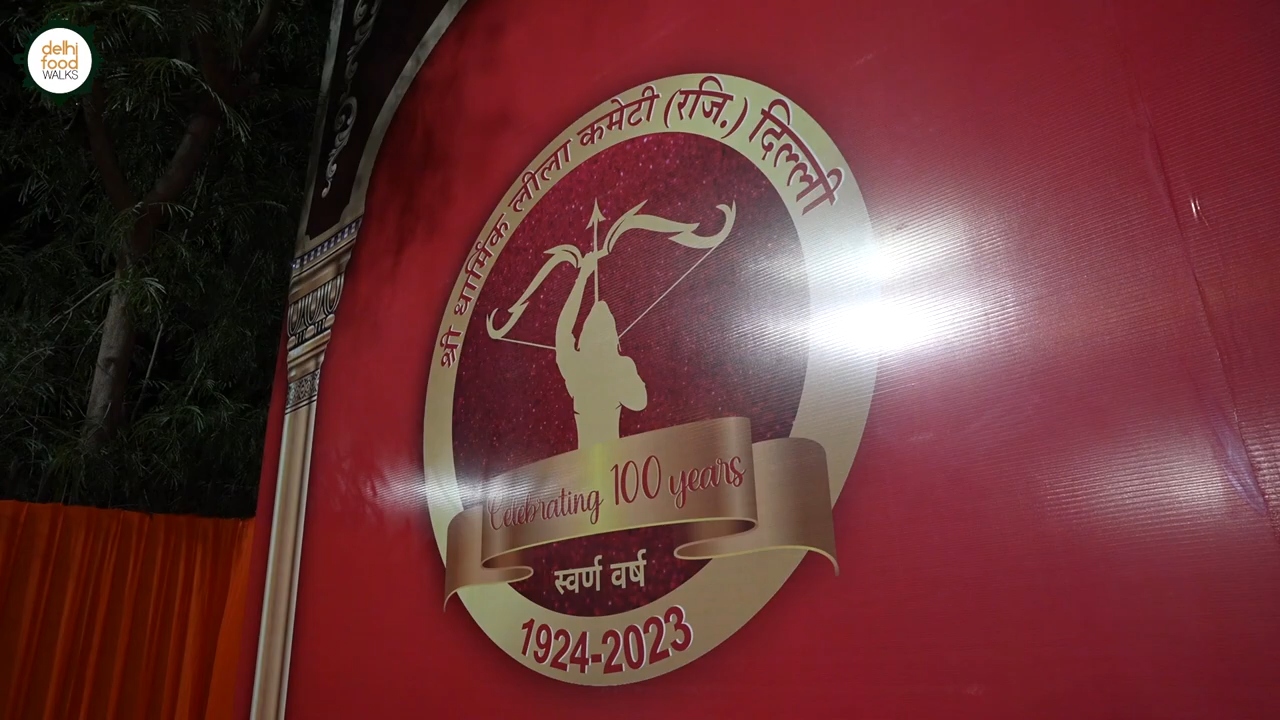 delhi
food
WALKS
श्री धार्मिक लीला कमेटी (रजि.) दिल्ली
Celebrating 100 years
स्वर्ण वर्ष
1924-2023